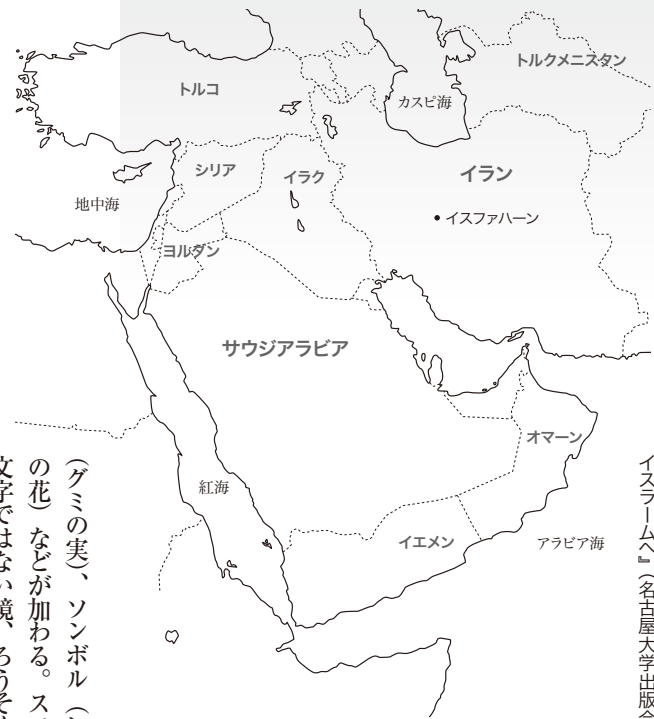 トルコ
トルクメニスタン
カスピ海
シリア
イラク
イラン
地中海
イスファハーン
ヨルダン
サウジアラビア
オマーン
紅海
イエメン
アラビア海
イスラームへ』(名古屋大学出版会
(グミの実)、ソンボル
の花)などが加わる。ス
文字ではない鏡、ろうそ